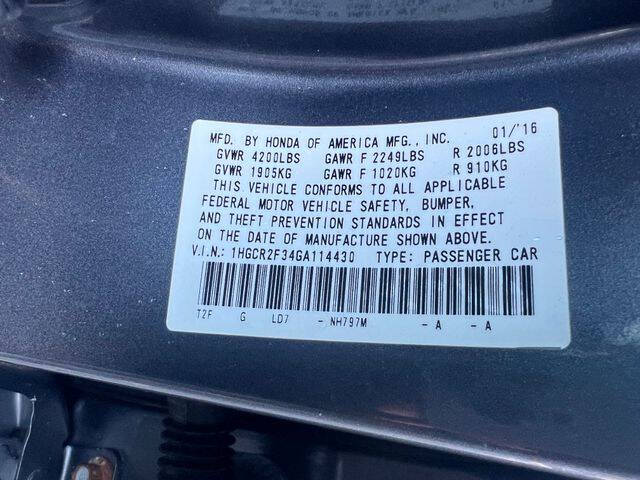 MFD. BY HONDA OF AMERICA MFG., INC. 01/'16
GVWR 4200LBS GAWR F 2249LBS R 2006LBS
GVWR 1905KG GAWR F 1020KG R 910KG
THIS VEHICLE CONFORMS TO ALL APPLICABLE
FEDERAL MOTOR VEHICLE SAFETY, BUMPER,
AND THEFT PREVENTION STANDARDS IN EFFECT
ON THE DATE OF MANUFACTURE SHOWN ABOVE.
V.I.N.: 1HGCR2F34GA114430 TYPE: PASSENGER CAR
T2F G LD7 - NH797M - A - A